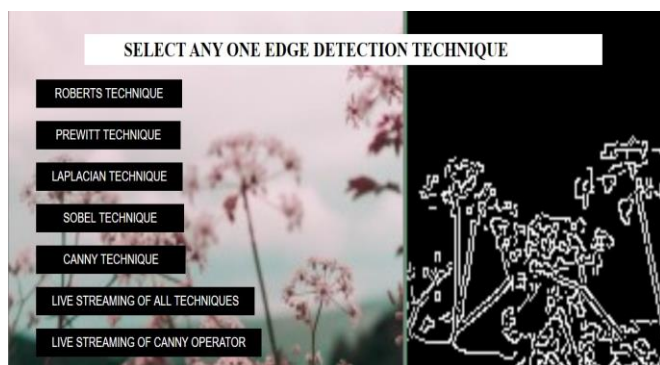 SELECT ANY ONE EDGE DETECTION TECHNIQUE
ROBERTS TECHNIQUE
PREWITT TECHNIQUE
LAPLACIAN TECHNIQUE
SOBEL TECHNIQUE
CANNY TECHNIQUE
LIVE STREAMING OF ALL TECHNIQUES
LIVE STREAMING OF CANNY OPERATOR